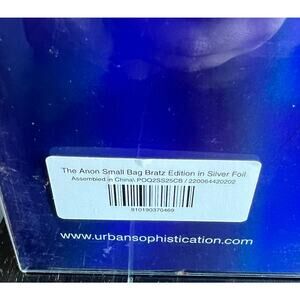 The Anon Small Bag Bratz Edition in Silver Foil
Assembled in China\ POQ2SS25CB / 220064420202
810190370469
www.urbansophistication.com